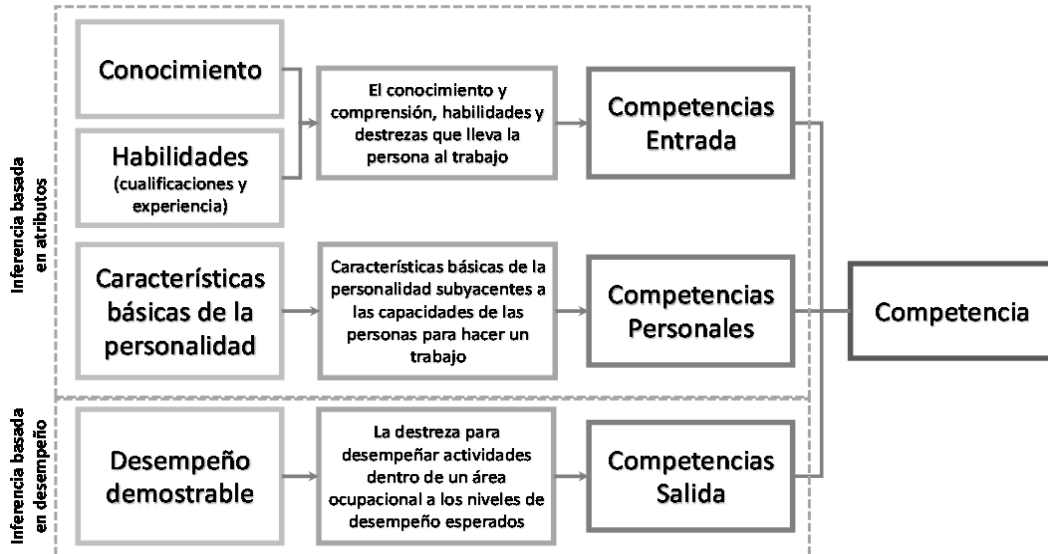 Inferencia basada
en atributos
Conocimiento
Habilidades
(cualificaciones y
experiencia)
El conocimiento y
comprensión, habilidades y
destrezas que lleva la
persona al trabajo
Competencias
Entrada
Características
básicas de la
personalidad
Características básicas de la
personalidad subyacentes a
las capacidades de las
personas para hacer un
trabajo
Competencias
Personales
Competencia
Inferencia basada
en desempeño
Desempeño
demostrable
La destreza para
desempeñar actividades
dentro de un área
ocupacional a los niveles de
desempeño esperados
Competencias
Salida